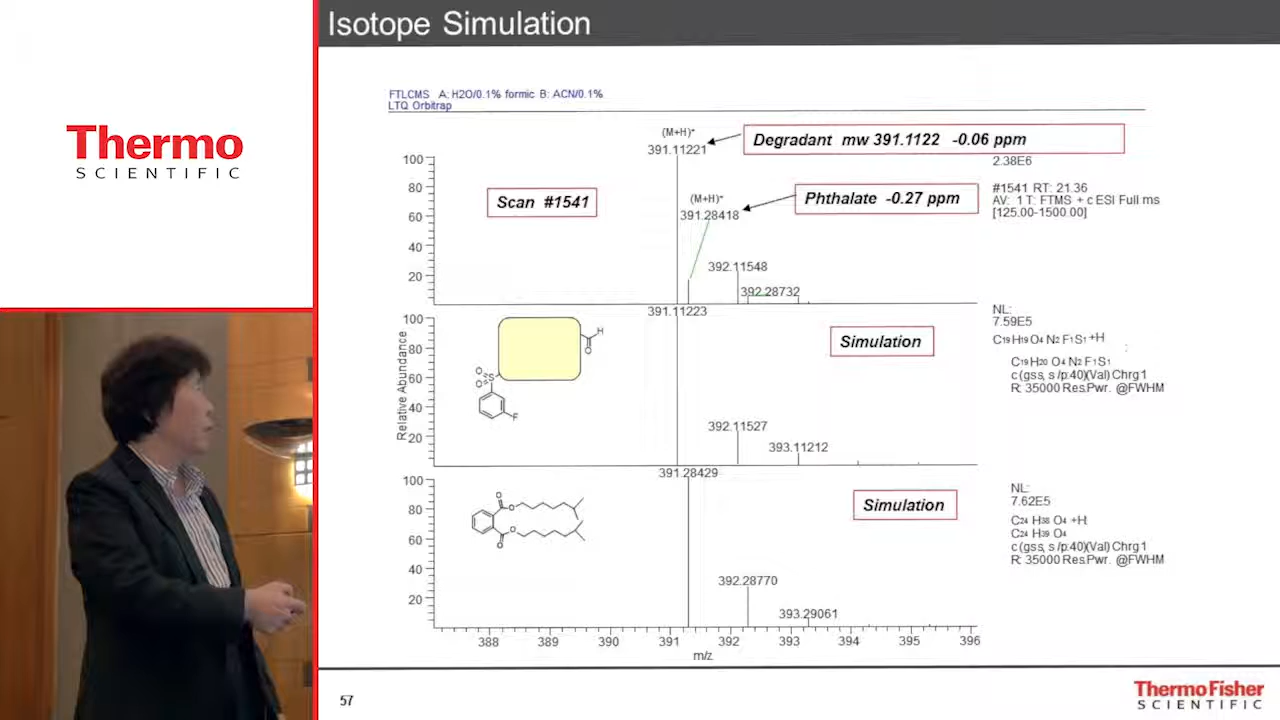 Isotope Simulation
Thermo
SCIENTIFIC
FTLCMS A: H2O/0.1% formic B: ACN/0.1%
LTQ Orbitrap
(M+H)+
391.11221
Degradant mw 391.1122 -0.06 ppm
2.38E6
Scan #1541
(M+H)+
391.28418
Phthalate -0.27 ppm
#1541 RT: 21.36
AV: 1 T: FTMS + c ESI Full ms
[125.00-1500.00]
392.11548
392.28732
100
80
60
40
20
391.11223
H
O
O
O
S
F
Simulation
NL:
7.59E5
C19 H19 O4 N2 F1 S1 +H
C19 H20 O4 N2 F1 S1
c (gss, s /p:40)(Val) Chrg 1
R: 35000 Res.Pwr. @FWHM
392.11527
393.11212
Relative Abundance
100
80
60
40
20
391.28429
O
O
O
O
Simulation
NL:
7.62E5
C24 H38 O4 +H
C24 H39 O4
c (gss, s /p:40)(Val) Chrg 1
R: 35000 Res.Pwr. @FWHM
392.28770
393.29061
100
80
60
40
20
388 389 390 391 392 393 394 395 396
m/z
57
ThermoFisher
SCIENTIFIC